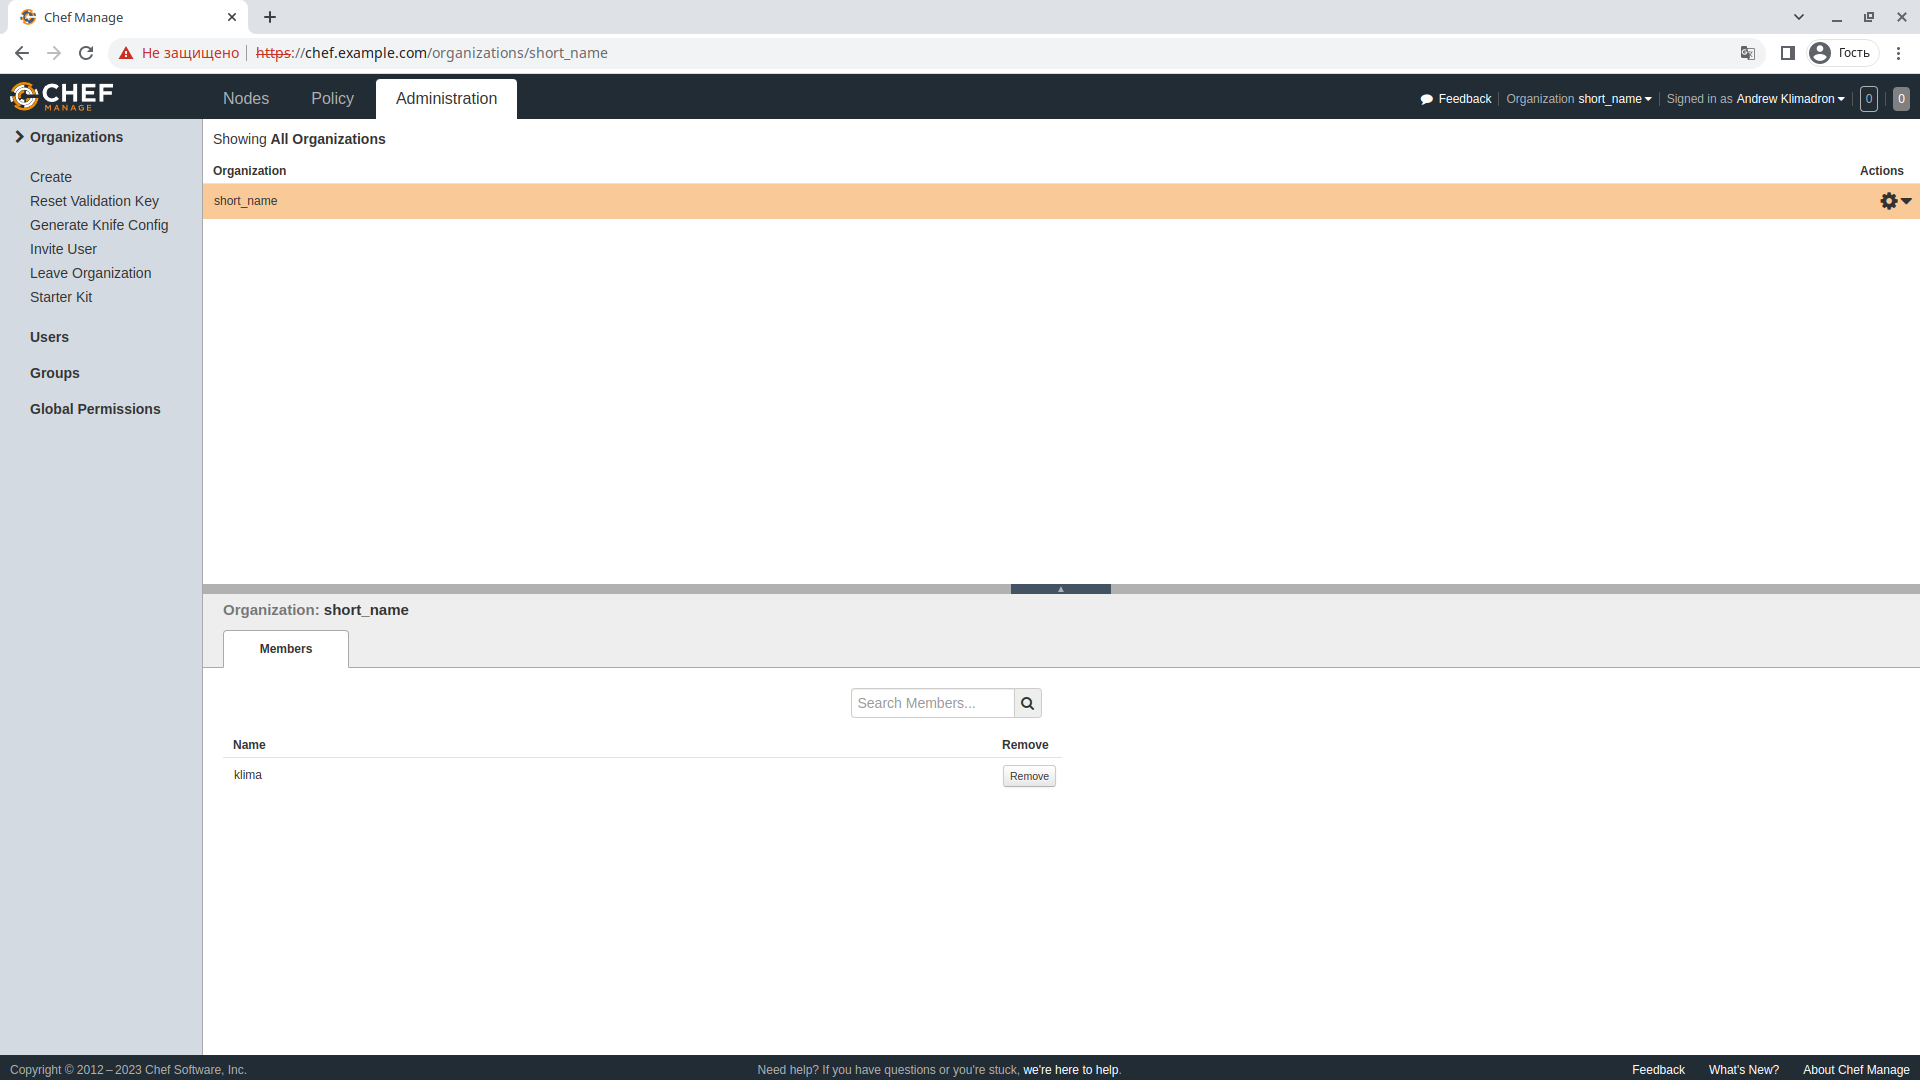 Chef Manage
Не защищено https://chef.example.com/organizations/short_name Гость
CHEF MANAGE
Nodes Policy Administration
Feedback Organization short_name Signed in as Andrew Klimadron 0 0
Organizations
Create
Reset Validation Key
Generate Knife Config
Invite User
Leave Organization
Starter Kit
Users
Groups
Global Permissions
Showing All Organizations
Organization Actions
short_name
Organization: short_name
Members
Search Members...
Name Remove
klima Remove
Copyright © 2012 – 2023 Chef Software, Inc.
Need help? If you have questions or you're stuck, we're here to help.
Feedback What's New? About Chef Manage